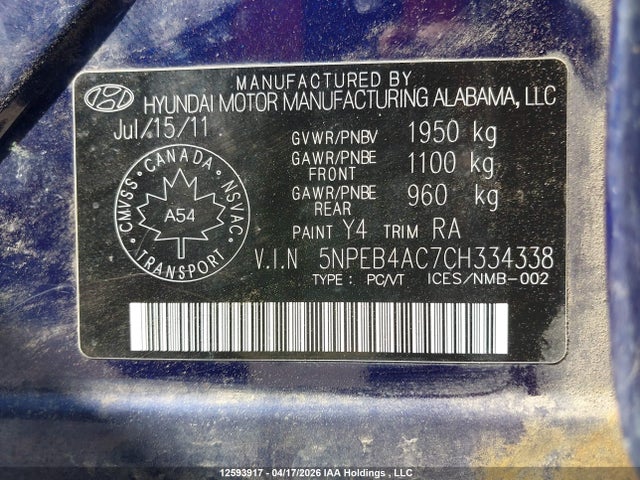 MANUFACTURED BY
HYUNDAI MOTOR MANUFACTURING ALABAMA, LLC
Jul/15/11
GVWR/PNBV 1950 kg
GAWR/PNBE FRONT 1100 kg
GAWR/PNBE REAR 960 kg
PAINT Y4 TRIM RA
CANADA
CMVSS NSVAC
A54
TRANSPORT
V.I.N 5NPEB4AC7CH334338
TYPE : PC/VT ICES/NMB-002
12593917 - 04/17/2026 IAA Holdings , LLC